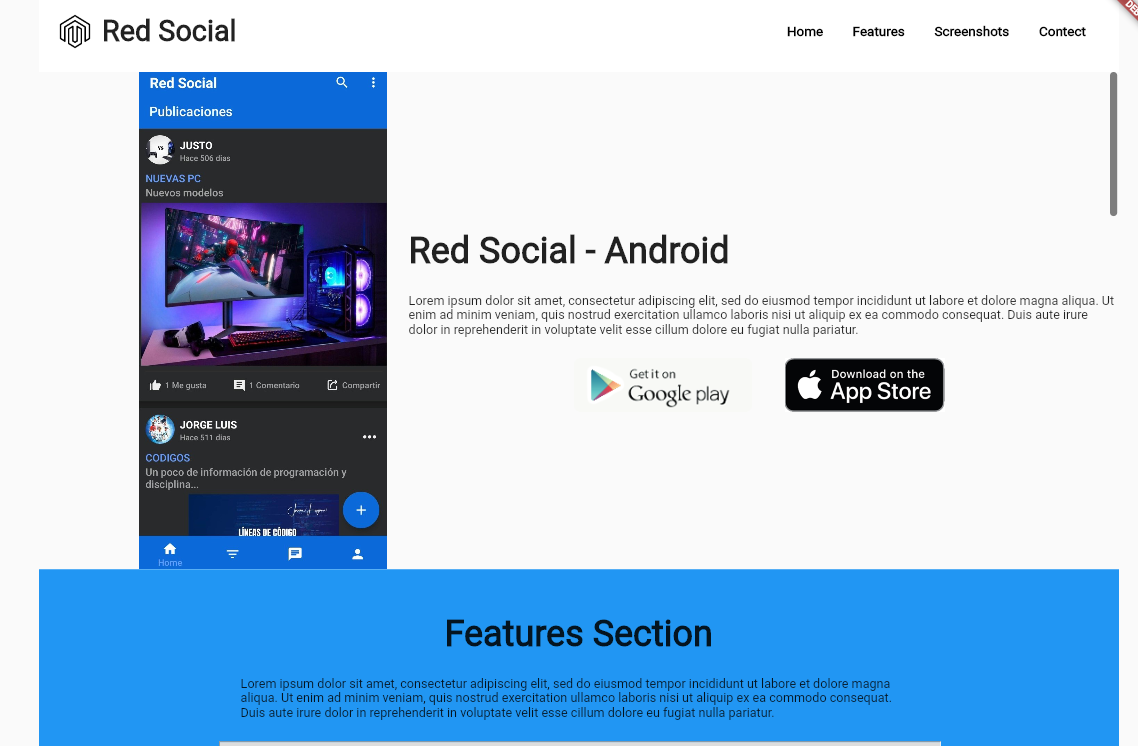 Red Social
Home Features Screenshots Contact
Red Social
Publicaciones
JUSTO
Hace 506 dias
NUEVAS PC
Nuevos modelos
1 Me gusta 1 Comentario Compartir
JORGE LUIS
Hace 511 dias
CODIGOS
Un poco de información de programación y
disciplina...
LÍNEAS DE CÓDIGO
Home
Red Social - Android
Lorem ipsum dolor sit amet, consectetur adipiscing elit, sed do eiusmod tempor incididunt ut labore et dolore magna aliqua. Ut
enim ad minim veniam, quis nostrud exercitation ullamco laboris nisi ut aliquip ex ea commodo consequat. Duis aute irure
dolor in reprehenderit in voluptate velit esse cillum dolore eu fugiat nulla pariatur.
Get it on
Google play
Download on the
App Store
Features Section
Lorem ipsum dolor sit amet, consectetur adipiscing elit, sed do eiusmod tempor incididunt ut labore et dolore magna
aliqua. Ut enim ad minim veniam, quis nostrud exercitation ullamco laboris nisi ut aliquip ex ea commodo consequat.
Duis aute irure dolor in reprehenderit in voluptate velit esse cillum dolore eu fugiat nulla pariatur.